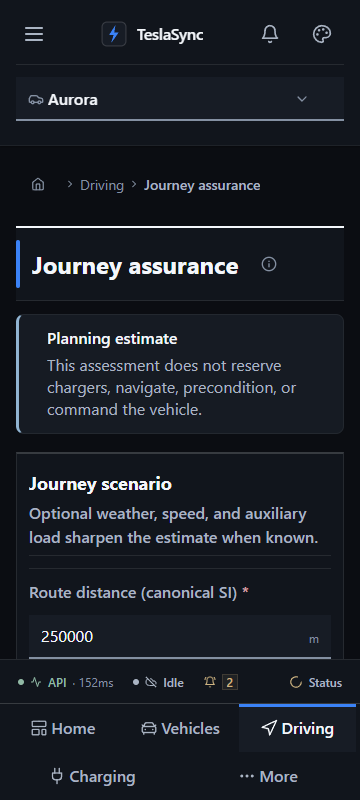 TeslaSync
Aurora
Driving Journey assurance
Journey assurance
Planning estimate
This assessment does not reserve
chargers, navigate, precondition, or
command the vehicle.
Journey scenario
Optional weather, speed, and auxiliary
load sharpen the estimate when known.
Route distance (canonical SI) *
250000 m
API · 152ms Idle 2 Status
Home Vehicles Driving
Charging More